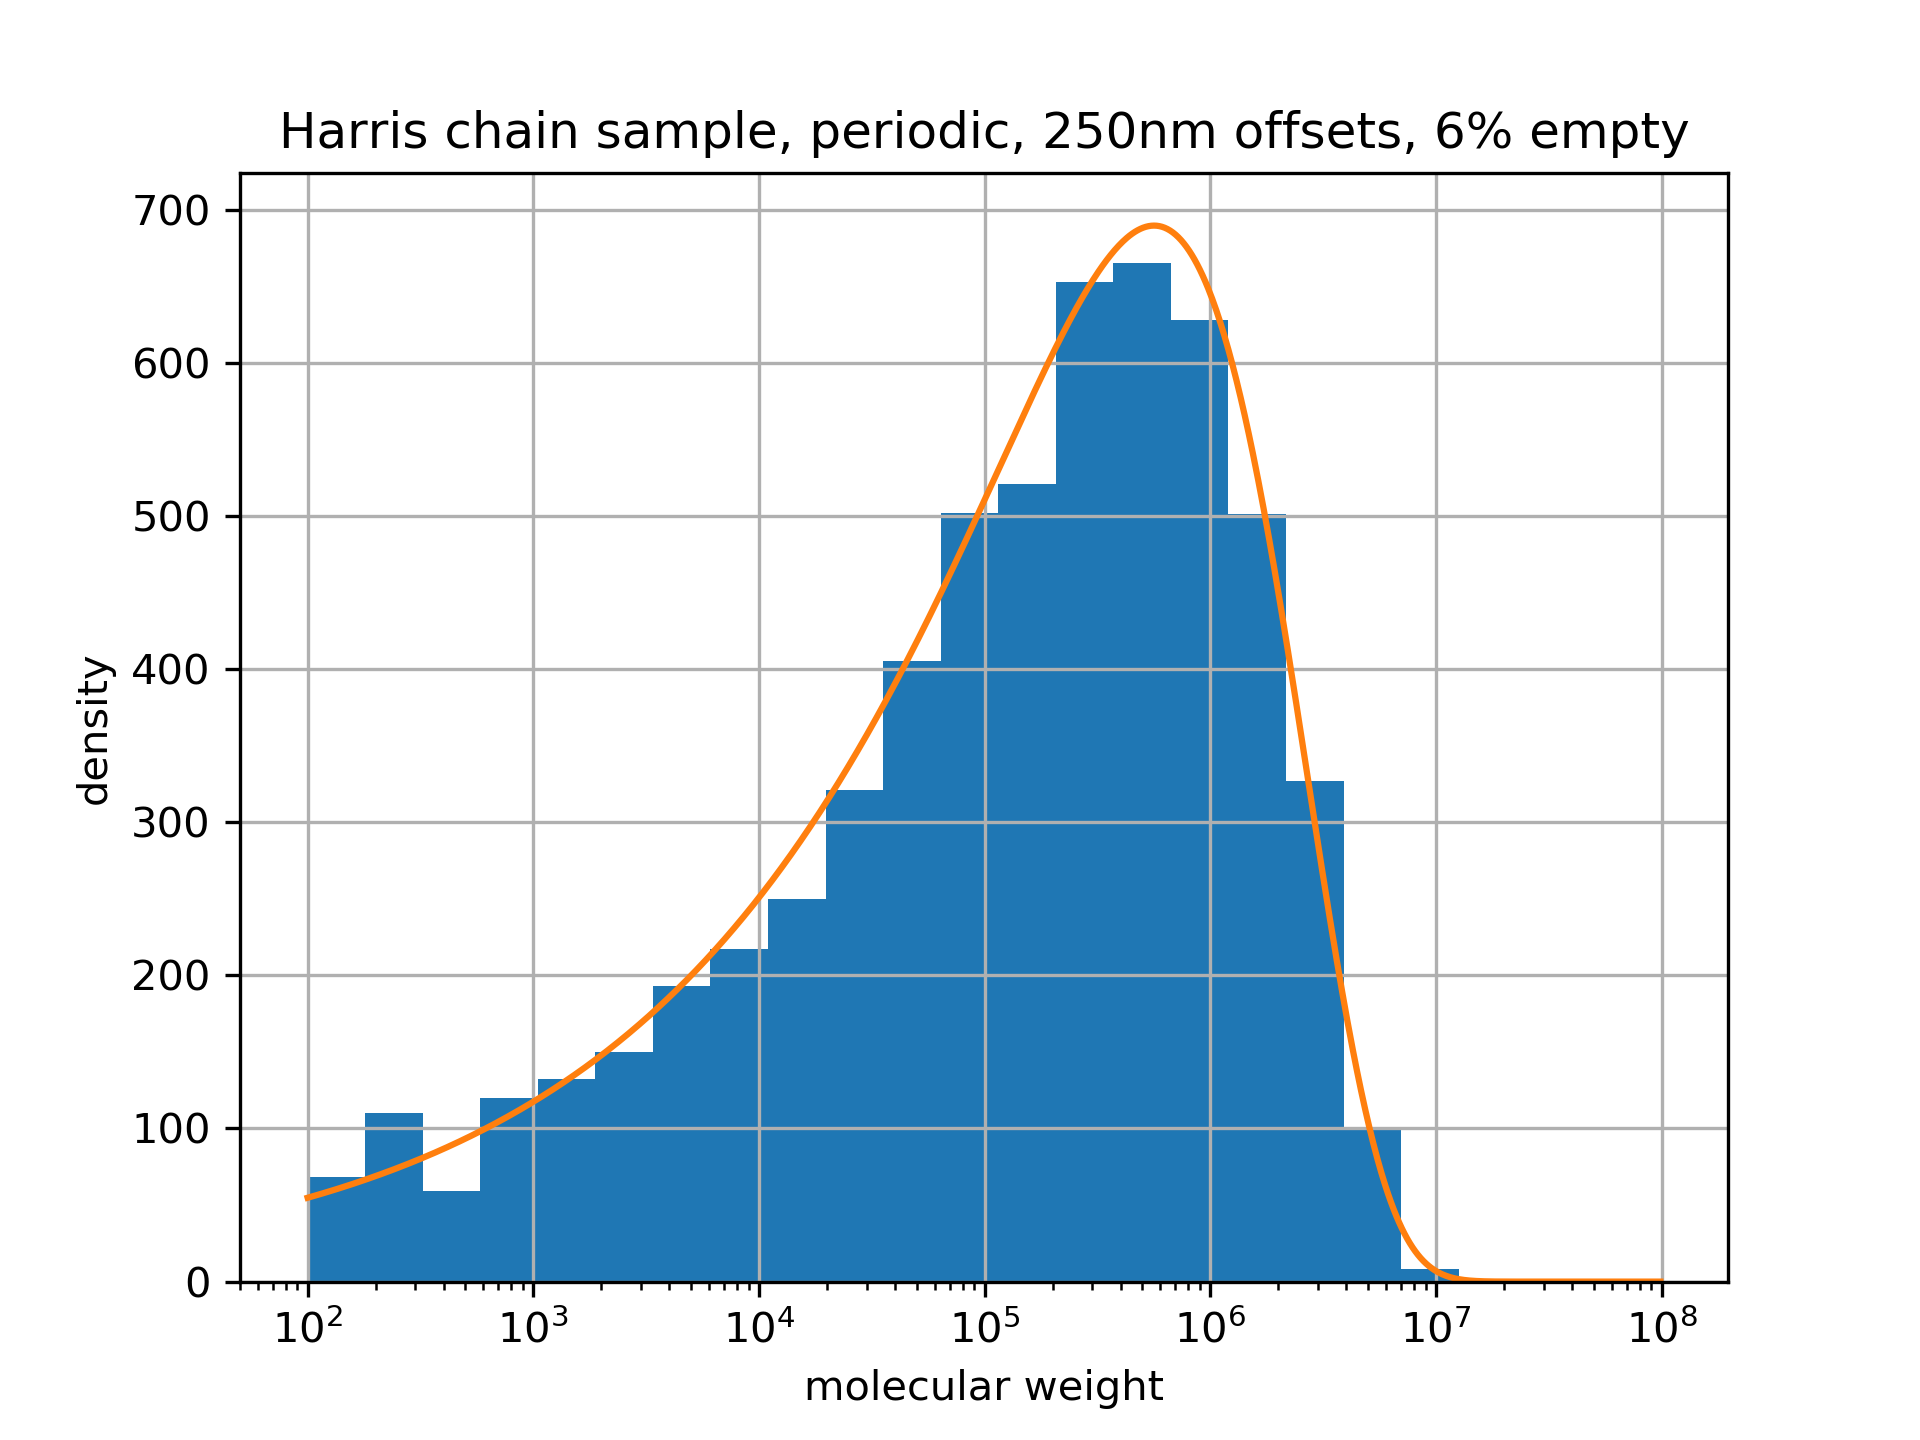 Harris chain sample, periodic, 250nm offsets, 6% empty
700
600
500
400
300
200
100
0
density
10² 10³ 10⁴ 10⁵ 10⁶ 10⁷ 10⁸
molecular weight